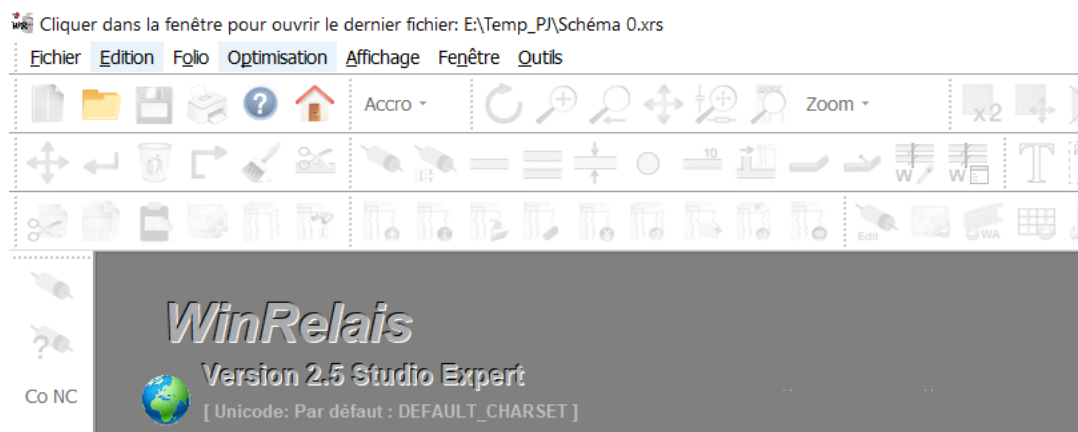 Cliquer dans la fenêtre pour ouvrir le dernier fichier: E:\Temp_PJ\Schéma 0.xrs
Fichier Edition Folio Optimisation Affichage Fenêtre Outils
Accro Zoom x2
10 W W T
Edit WA
WinRelais
Version 2.5 Studio Expert
Co NC
[ Unicode: Par défaut : DEFAULT_CHARSET ]